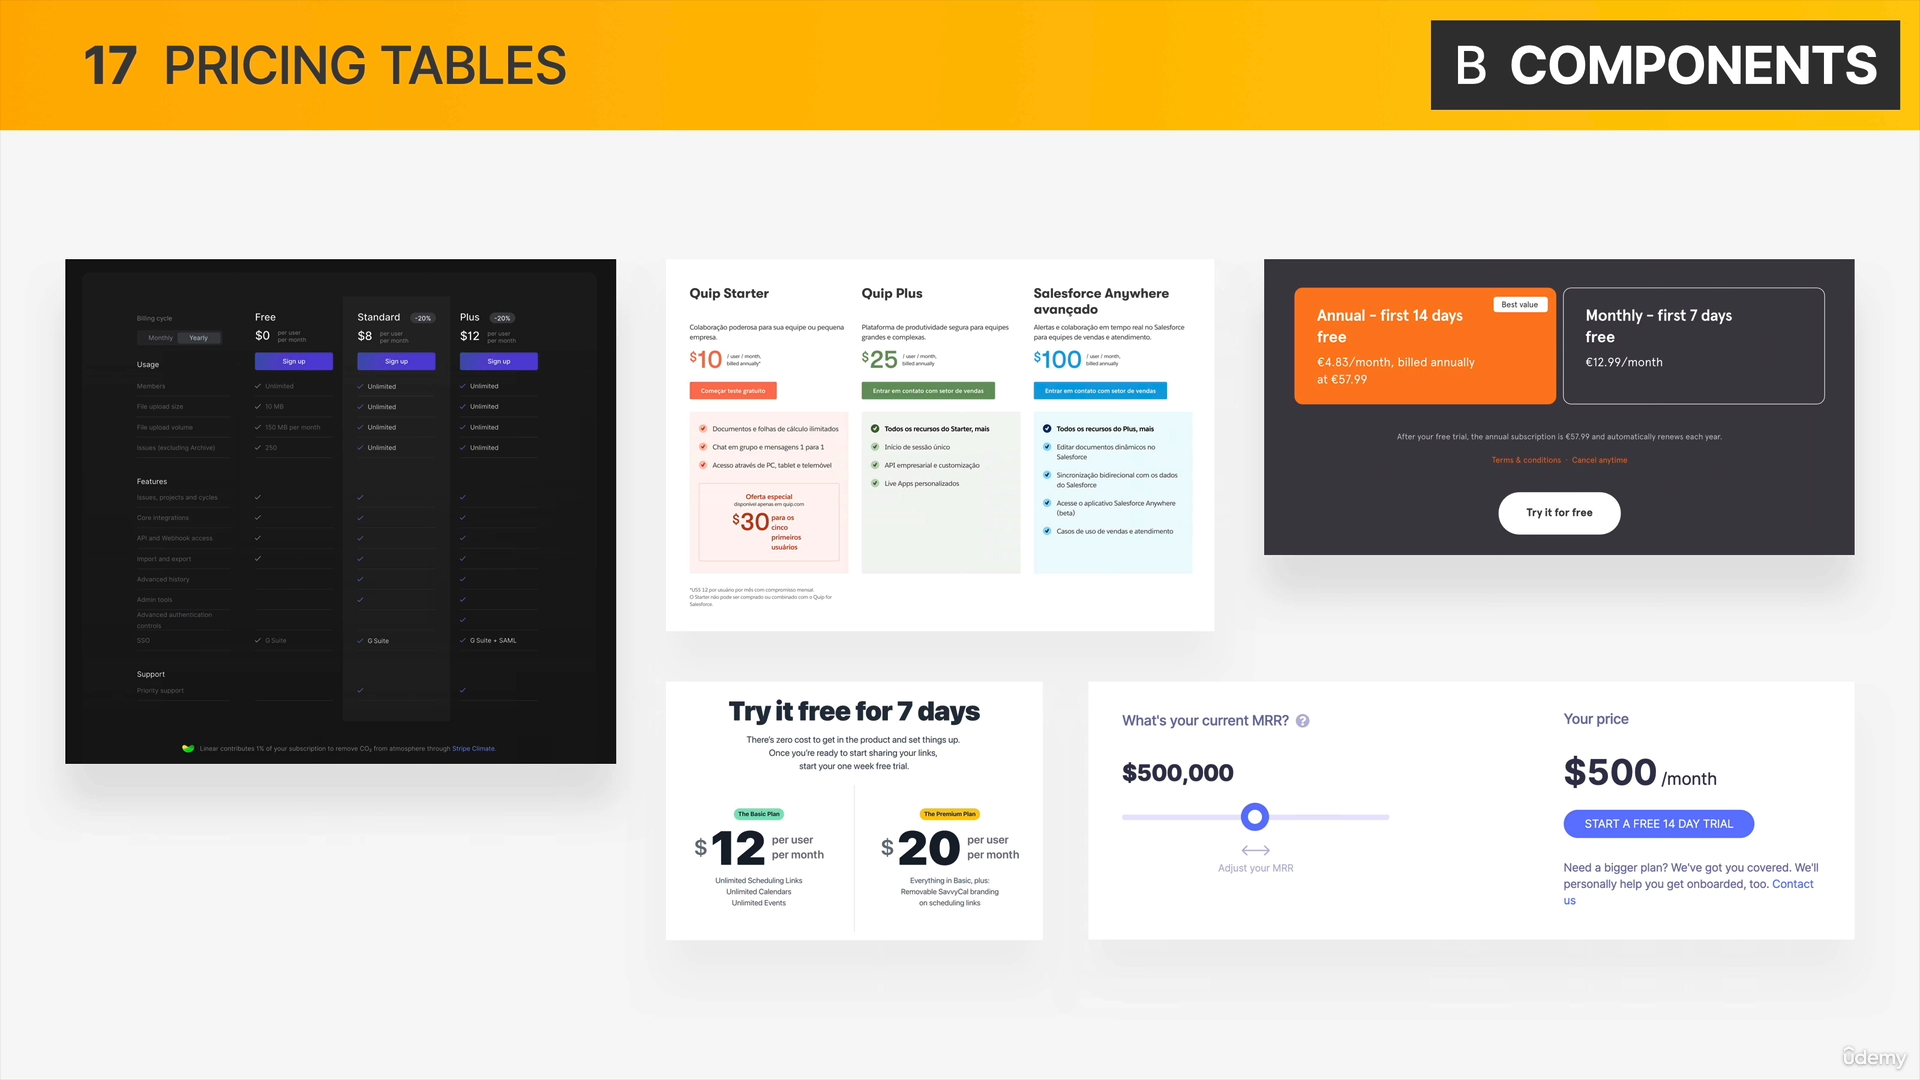 17 PRICING TABLES
B COMPONENTS
Billing cycle
Monthly Yearly
Free
$0 per user
per month
Sign up
Standard -20%
$8 per user
per month
Sign up
Plus -20%
$12 per user
per month
Sign up
Usage
Members Unlimited Unlimited Unlimited
File upload size 10 MB Unlimited Unlimited
File upload volume 150 MB per month Unlimited Unlimited
Issues (excluding Archive) 250 Unlimited Unlimited
Features
Issues, projects and cycles
Core integrations
API and Webhook access
Import and export
Advanced history
Admin tools
Advanced authentication
controls
SSO G Suite G Suite G Suite + SAML
Support
Priority support
Linear contributes 1% of your subscription to remove CO₂ from atmosphere through Stripe Climate.
Quip Starter
Colaboração poderosa para sua equipe ou pequena
empresa.
$10 / user / month,
billed annually*
Começar teste gratuito
Documentos e folhas de cálculo ilimitados
Chat em grupo e mensagens 1 para 1
Acesso através de PC, tablet e telemóvel
Oferta especial
disponível apenas em quip.com
$30 para os
cinco
primeiros
usuários
*US$ 12 por usuário por mês com compromisso mensal.
O Starter não pode ser comprado ou combinado com o Quip for
Salesforce.
Quip Plus
Plataforma de produtividade segura para equipes
grandes e complexas.
$25 / user / month,
billed annually
Entrar em contato com setor de vendas
Todos os recursos do Starter, mais
Início de sessão único
API empresarial e customização
Live Apps personalizados
Salesforce Anywhere
avançado
Alertas e colaboração em tempo real no Salesforce
para equipes de vendas e atendimento.
$100 / user / month,
billed annually
Entrar em contato com setor de vendas
Todos os recursos do Plus, mais
Editar documentos dinâmicos no
Salesforce
Sincronização bidirecional com os dados
do Salesforce
Acesse o aplicativo Salesforce Anywhere
(beta)
Casos de uso de vendas e atendimento
Best value
Annual – first 14 days
free
€4.83/month, billed annually
at €57.99
Monthly – first 7 days
free
€12.99/month
After your free trial, the annual subscription is €57.99 and automatically renews each year.
Terms & conditions · Cancel anytime
Try it for free
Try it free for 7 days
There's zero cost to get in the product and set things up.
Once you're ready to start sharing your links,
start your one week free trial.
The Basic Plan
$12 per user
per month
Unlimited Scheduling Links
Unlimited Calendars
Unlimited Events
The Premium Plan
$20 per user
per month
Everything in Basic, plus:
Removable SavvyCal branding
on scheduling links
What's your current MRR? ?
$500,000
Adjust your MRR
Your price
$500 /month
START A FREE 14 DAY TRIAL
Need a bigger plan? We've got you covered. We'll
personally help you get onboarded, too. Contact
us
udemy